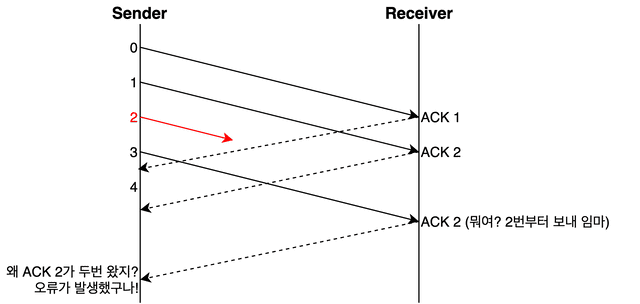 Sender
Receiver
0
1
2
3
4
ACK 1
ACK 2
ACK 2 (뭐여? 2번부터 보내 임마)
왜 ACK 2가 두번 왔지?
오류가 발생했구나!